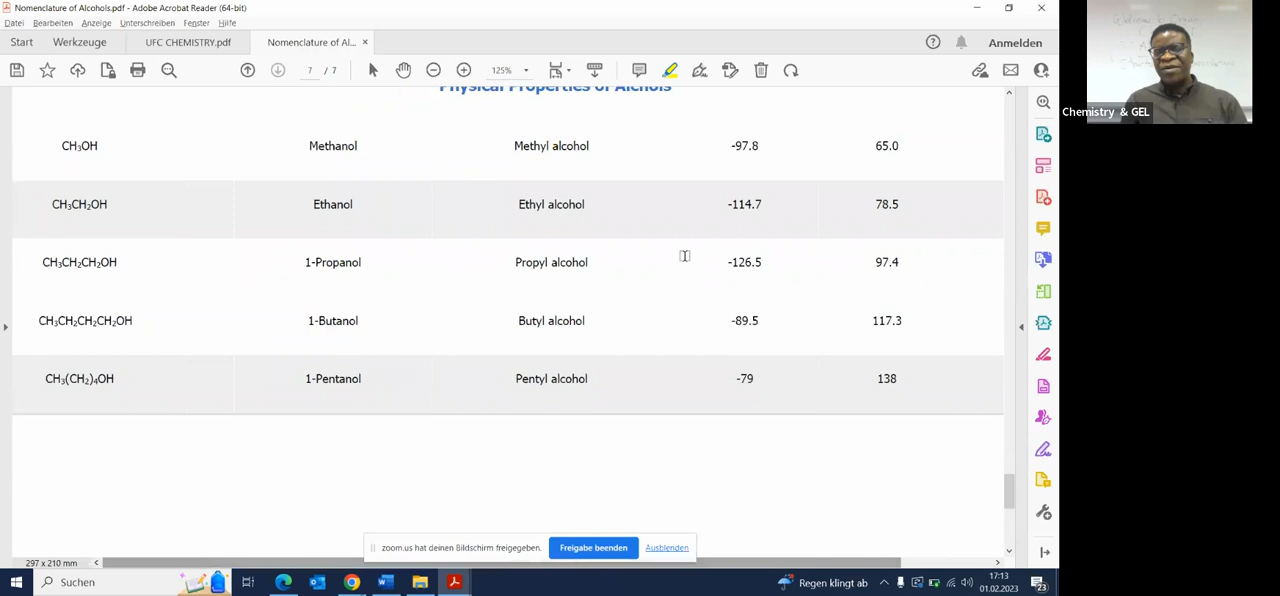 Nomenclature of Alcohols.pdf - Adobe Acrobat Reader (64-bit)
Datei Bearbeiten Anzeige Unterschreiben Fenster Hilfe
Start Werkzeuge UFC CHEMISTRY.pdf Nomenclature of Al... × Anmelden
7 / 7 125%
Physical Properties of Alchols
CH₃OH Methanol Methyl alcohol -97.8 65.0
CH₃CH₂OH Ethanol Ethyl alcohol -114.7 78.5
CH₃CH₂CH₂OH 1-Propanol Propyl alcohol -126.5 97.4
CH₃CH₂CH₂CH₂OH 1-Butanol Butyl alcohol -89.5 117.3
CH₃(CH₂)₄OH 1-Pentanol Pentyl alcohol -79 138
zoom.us hat deinen Bildschirm freigegeben. Freigabe beenden Ausblenden
297 x 210 mm
Suchen Regen klingt ab 17:13
01.02.2023 23
Chemistry & GEL